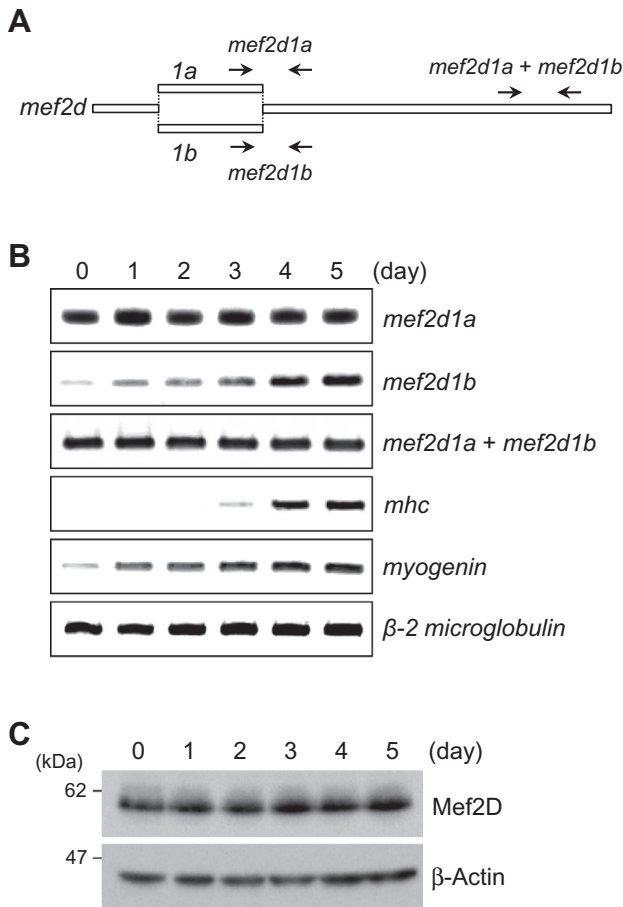 A
mef2d1a
1a
mef2d1a + mef2d1b
mef2d
1b
mef2d1b
B
0 1 2 3 4 5 (day)
mef2d1a
mef2d1b
mef2d1a + mef2d1b
mhc
myogenin
β-2 microglobulin
C
(kDa) 0 1 2 3 4 5 (day)
62
Mef2D
47
β-Actin